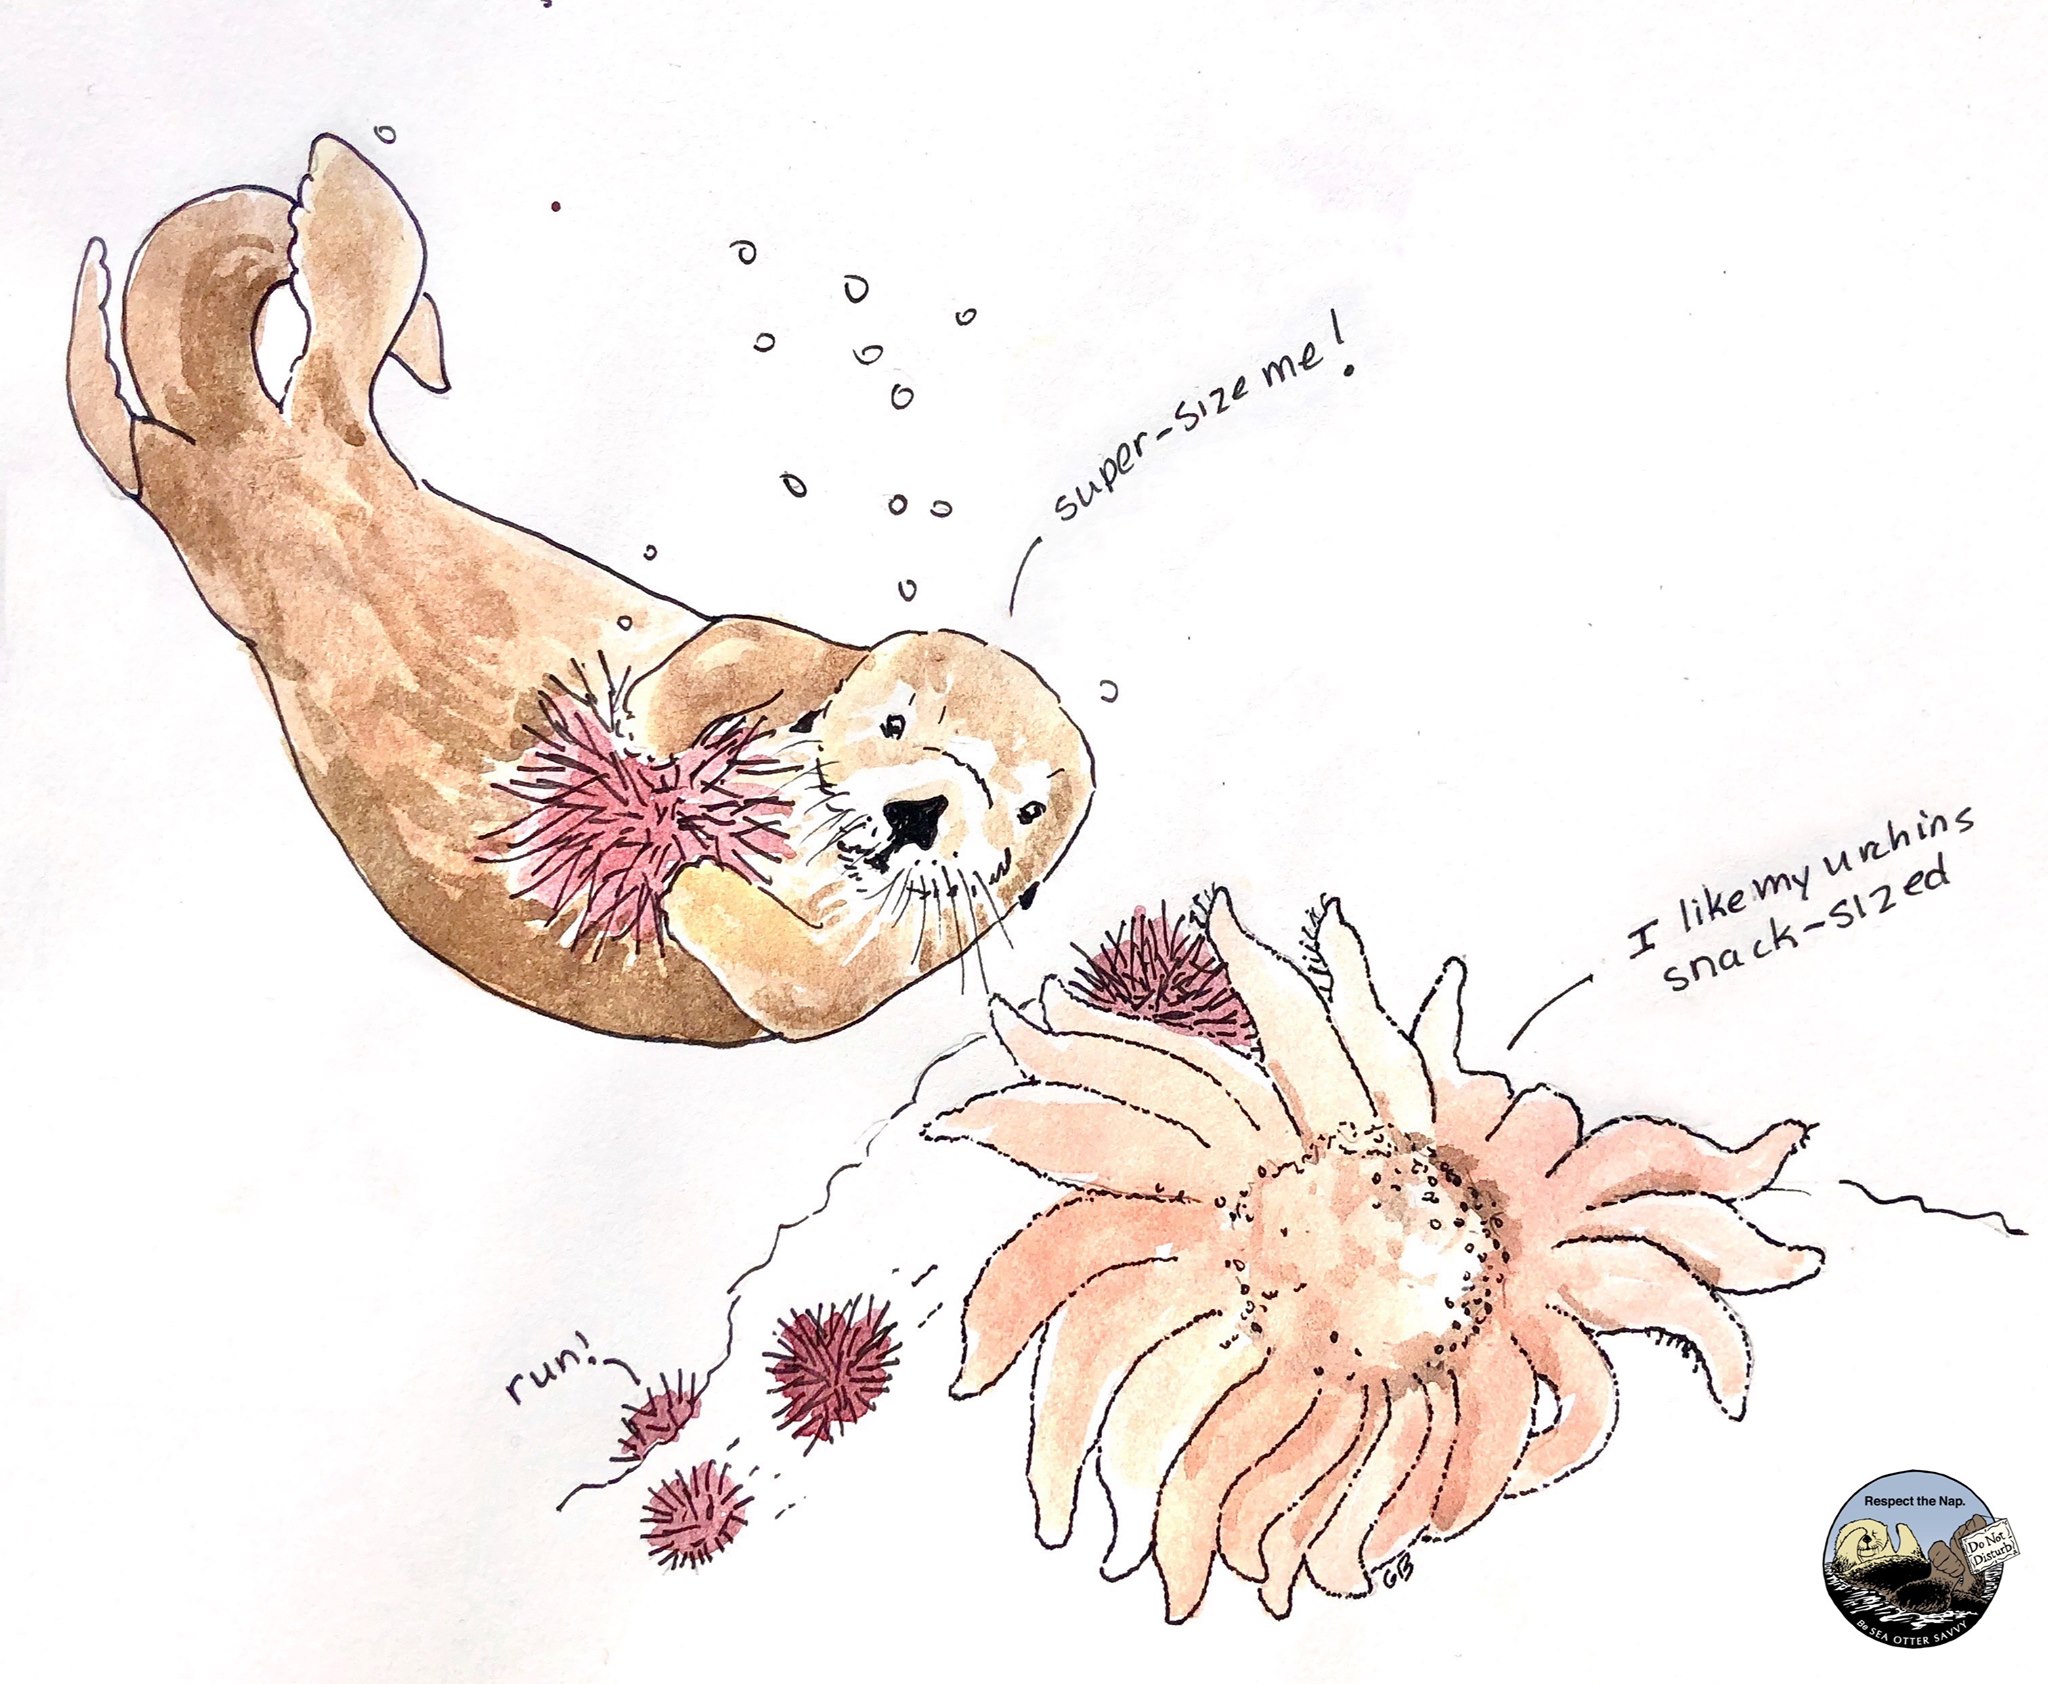 super-size me!
I like my urchins
snack-sized
run!
GB
Respect the Nap.
Do Not
Disturb
Be SEA OTTER SAVVY